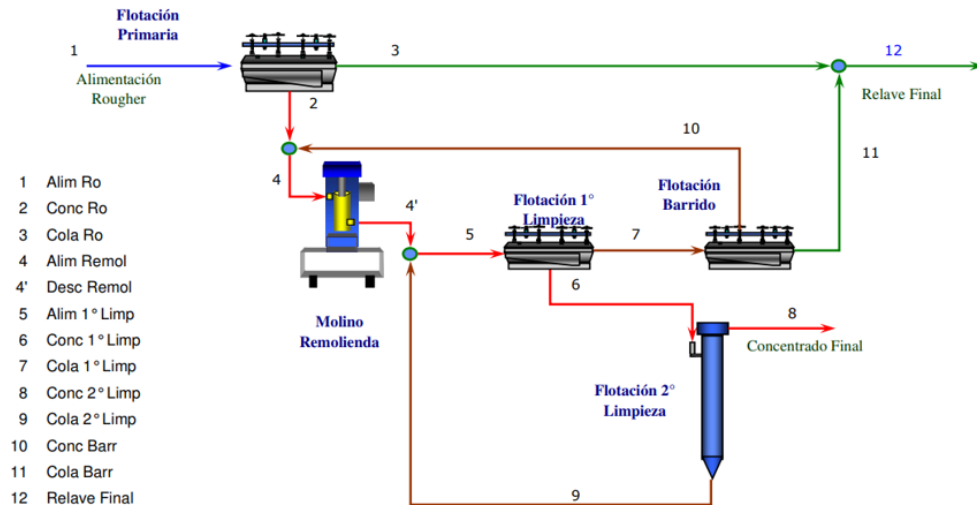 Flotación
Primaria
1
3
12
Alimentación
Rougher
Relave Final
2
10
11
4
Flotación
Barrido
Flotación 1°
Limpieza
4'
5
7
6
8
Concentrado Final
Molino
Remolienda
Flotación 2°
Limpieza
9
1 Alim Ro
2 Conc Ro
3 Cola Ro
4 Alim Remol
4' Desc Remol
5 Alim 1° Limp
6 Conc 1° Limp
7 Cola 1° Limp
8 Conc 2° Limp
9 Cola 2° Limp
10 Conc Barr
11 Cola Barr
12 Relave Final